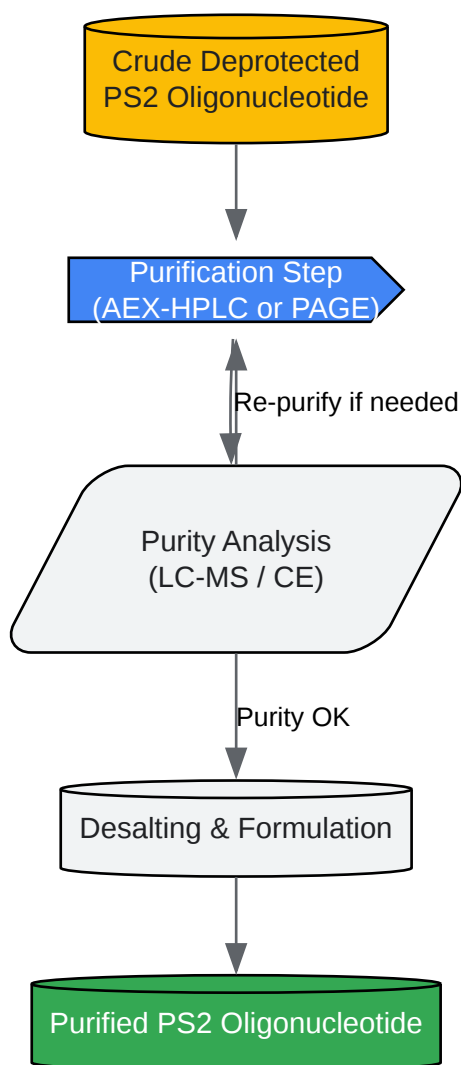 Crude Deprotected
PS2 Oligonucleotide
Purification Step
(AEX-HPLC or PAGE)
Re-purify if needed
Purity Analysis
(LC-MS / CE)
Purity OK
Desalting & Formulation
Purified PS2 Oligonucleotide